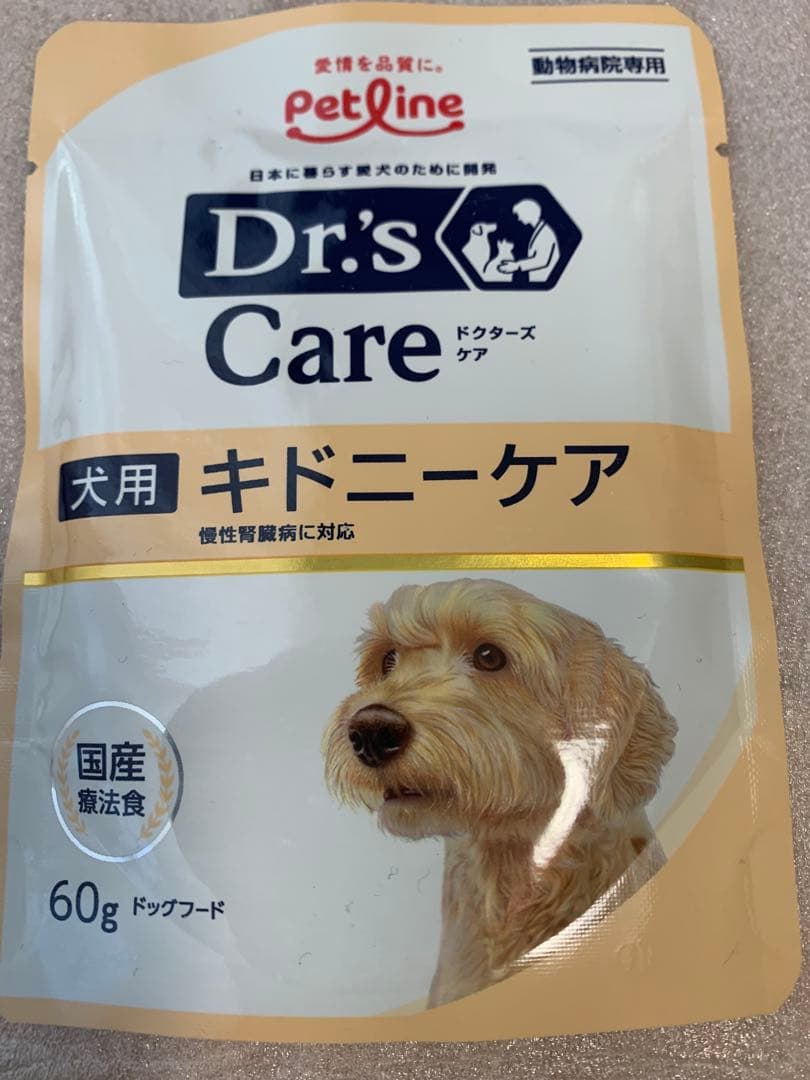 愛情を品質に。
Petline
動物病院専用
日本に暮らす愛犬のために開発
Dr.'s
Care
ドクターズ
ケア
犬用
キドニーケア
慢性腎臓病に対応
国産
療法食
60g ドッグフード